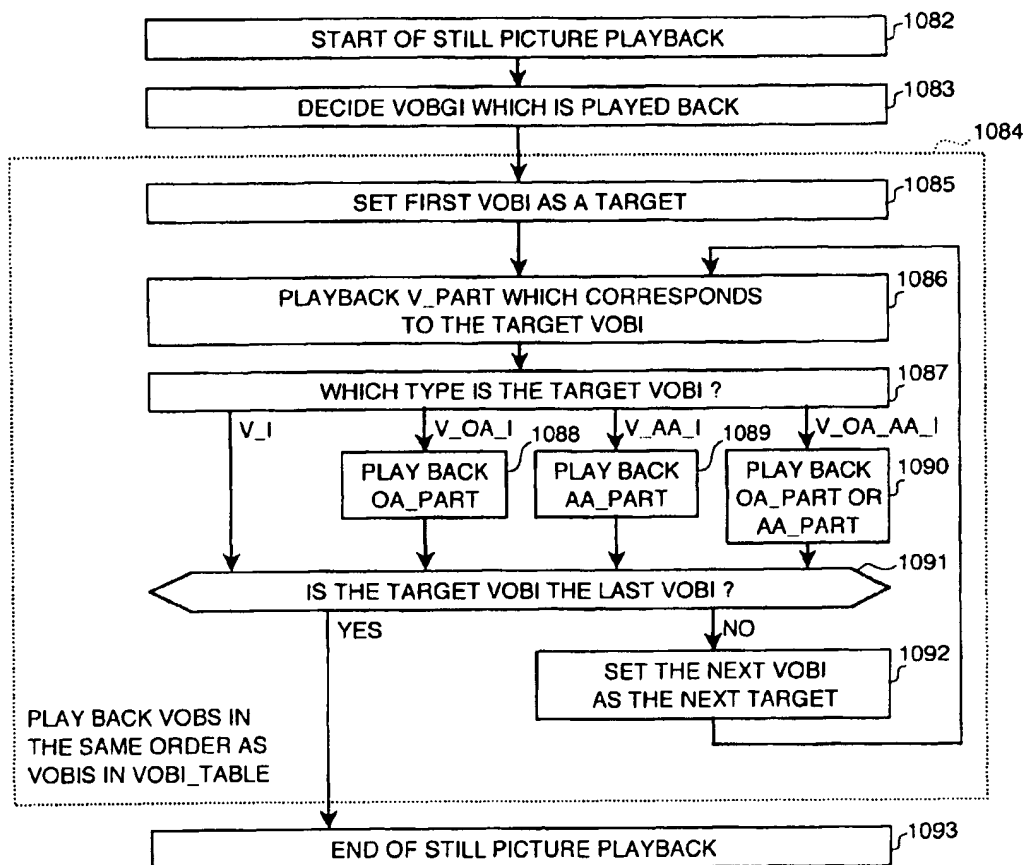 1082
START OF STILL PICTURE PLAYBACK
1083
DECIDE VOBGI WHICH IS PLAYED BACK
1084
1085
SET FIRST VOBI AS A TARGET
1086
PLAYBACK V_PART WHICH CORRESPONDS
TO THE TARGET VOBI
1087
WHICH TYPE IS THE TARGET VOBI ?
V_I
V_OA_I
1088
V_AA_I
1089
V_OA_AA_I
1090
PLAY BACK
OA_PART
PLAY BACK
AA_PART
PLAY BACK
OA_PART OR
AA_PART
1091
IS THE TARGET VOBI THE LAST VOBI ?
YES
NO
1092
SET THE NEXT VOBI
AS THE NEXT TARGET
PLAY BACK VOBS IN
THE SAME ORDER AS
VOBIS IN VOBI_TABLE
1093
END OF STILL PICTURE PLAYBACK